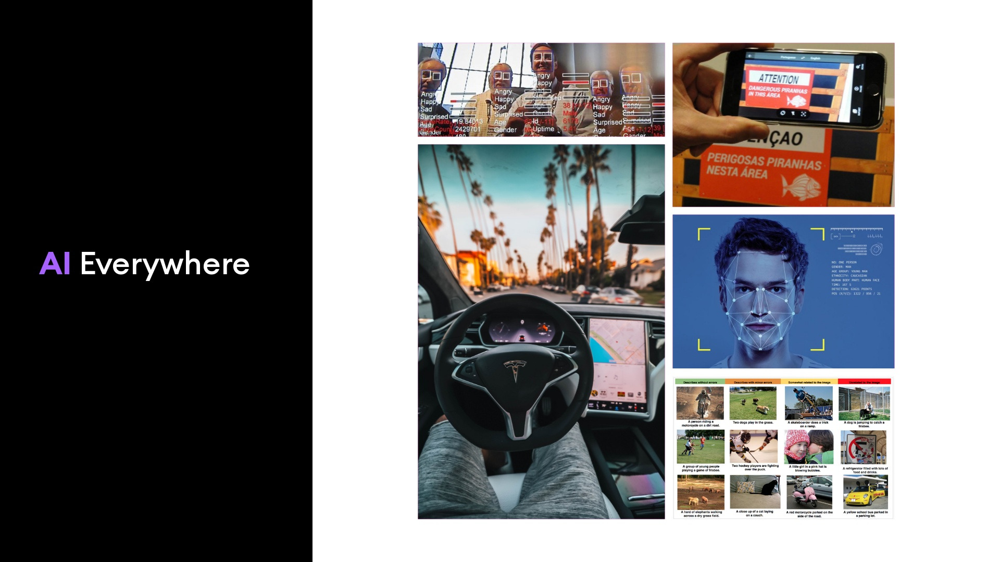 AI Everywhere
Angry
Happy
Sad
Surprised
Age
Gender
19.84013
2429701
480
Angry
Happy
Sad
Surprised
Age
Gender
Angry
Happy
Sad
Surprised
Age
Gender
Id
Uptime
38
Male
5.41
Angry
Happy
Sad
Surprised
Age
Angry
Happy
Sad
Surprised
Age
Gender
[+/-12]
39
Portuguese
English
ATTENTION
DANGEROUS PIRANHAS
IN THIS ÁREA
NÇAO
PERIGOSAS PIRANHAS
NESTA ÁREA
NO: ONE PERSON
GENDER: MAN
AGE GROUP: YOUNG MAN
ETHNICITY: CAUCASIAN
HUMAN BODY PART: HUMAN FACE
TIME: 167 S
DETECTION: 63621 POINTS
POS (X/Y/Z): 1322 / 856 / 21
Describes without errors
Describes with minor errors
Somewhat related to the image
Unrelated to the image
A person riding a
motorcycle on a dirt road.
Two dogs play in the grass.
A skateboarder does a trick
on a ramp.
A dog is jumping to catch a
frisbee.
A group of young people
playing a game of frisbee.
Two hockey players are fighting
over the puck.
A little girl in a pink hat is
blowing bubbles.
A refrigerator filled with lots of
food and drinks.
A herd of elephants walking
across a dry grass field.
A close up of a cat laying
on a couch.
A red motorcycle parked on the
side of the road.
A yellow school bus parked in
a parking lot.